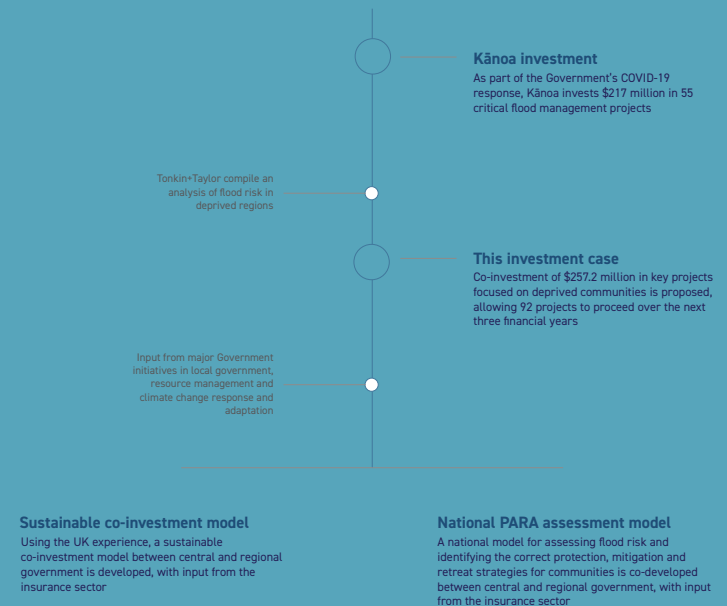 Kānoa investment
As part of the Government's COVID-19
response, Kānoa invests $217 million in 55
critical flood management projects
Tonkin+Taylor compile an
analysis of flood risk in
deprived regions
This investment case
Co-investment of $257.2 million in key projects
focused on deprived communities is proposed,
allowing 92 projects to proceed over the next
three financial years
Input from major Government
initiatives in local government,
resource management and
climate change response and
adaptation
Sustainable co-investment model
Using the UK experience, a sustainable
co-investment model between central and regional
government is developed, with input from the
insurance sector
National PARA assessment model
A national model for assessing flood risk and
identifying the correct protection, mitigation and
retreat strategies for communities is co-developed
between central and regional government, with input
from the insurance sector